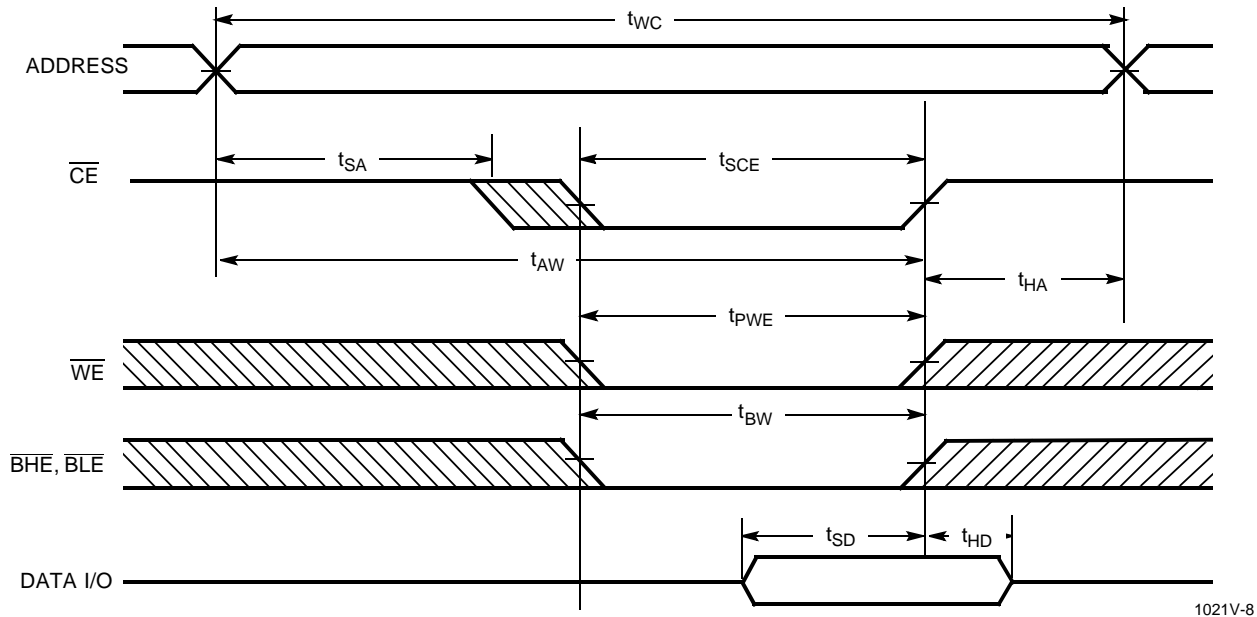 tWC
ADDRESS
tSA
tSCE
CE
tAW
tHA
tPWE
WE
tBW
BHE, BLE
tSD
tHD
DATA I/O
1021V-8